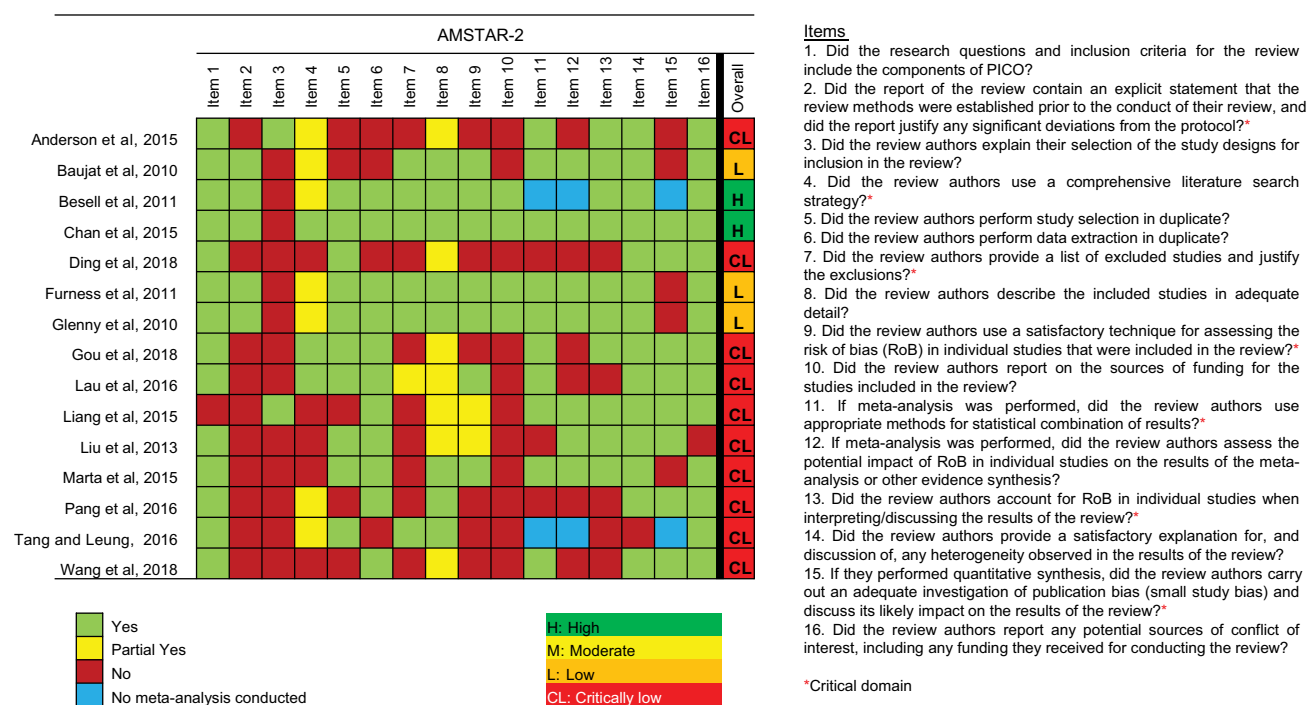 AMSTAR-2
Item 1
Item 2
Item 3
Item 4
Item 5
Item 6
Item 7
Item 8
Item 9
Item 10
Item 11
Item 12
Item 13
Item 14
Item 15
Item 16
Overall
Anderson et al, 2015 CL
Baujat et al, 2010 L
Besell et al, 2011 H
Chan et al, 2015 H
Ding et al, 2018 CL
Furness et al, 2011 L
Glenny et al, 2010 L
Gou et al, 2018 CL
Lau et al, 2016 CL
Liang et al, 2015 CL
Liu et al, 2013 CL
Marta et al, 2015 CL
Pang et al, 2016 CL
Tang and Leung, 2016 CL
Wang et al, 2018 CL
Yes
Partial Yes
No
No meta-analysis conducted
H: High
M: Moderate
L: Low
CL: Critically low
Items
1. Did the research questions and inclusion criteria for the review
include the components of PICO?
2. Did the report of the review contain an explicit statement that the
review methods were established prior to the conduct of their review, and
did the report justify any significant deviations from the protocol?*
3. Did the review authors explain their selection of the study designs for
inclusion in the review?
4. Did the review authors use a comprehensive literature search
strategy?*
5. Did the review authors perform study selection in duplicate?
6. Did the review authors perform data extraction in duplicate?
7. Did the review authors provide a list of excluded studies and justify
the exclusions?*
8. Did the review authors describe the included studies in adequate
detail?
9. Did the review authors use a satisfactory technique for assessing the
risk of bias (RoB) in individual studies that were included in the review?*
10. Did the review authors report on the sources of funding for the
studies included in the review?
11. If meta-analysis was performed, did the review authors use
appropriate methods for statistical combination of results?*
12. If meta-analysis was performed, did the review authors assess the
potential impact of RoB in individual studies on the results of the meta-
analysis or other evidence synthesis?
13. Did the review authors account for RoB in individual studies when
interpreting/discussing the results of the review?*
14. Did the review authors provide a satisfactory explanation for, and
discussion of, any heterogeneity observed in the results of the review?
15. If they performed quantitative synthesis, did the review authors carry
out an adequate investigation of publication bias (small study bias) and
discuss its likely impact on the results of the review?*
16. Did the review authors report any potential sources of conflict of
interest, including any funding they received for conducting the review?
*Critical domain